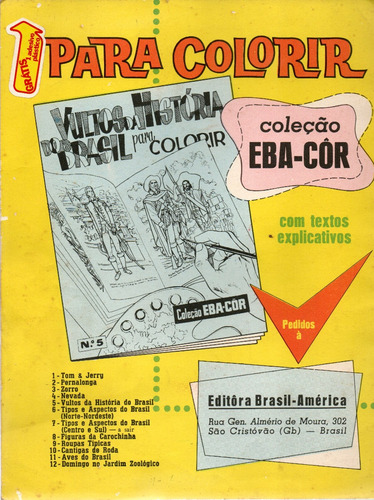 GRÁTIS
1 adesivo
plástico
PARA COLORIR
VULTOS DA HISTÓRIA
DO BRASIL para COLORIR
Coleção EBA-CÔR
N.º 5
coleção
EBA-CÔR
com textos
explicativos
Pedidos
à
Editôra Brasil-América
Rua Gen. Almério de Moura, 302
São Cristóvão (Gb) — Brasil
1 - Tom & Jerry
2 - Pernalonga
3 - Zorro
4 - Nevada
5 - Vultos da História do Brasil
6 - Tipos e Aspectos do Brasil
(Norte-Nordeste)
7 - Tipos e Aspectos do Brasil
(Centro e Sul) — a sair
8 - Figuras da Carochinha
9 - Roupas Típicas
10 - Cantigas de Roda
11 - Aves do Brasil
12 - Domingo no Jardim Zoológico